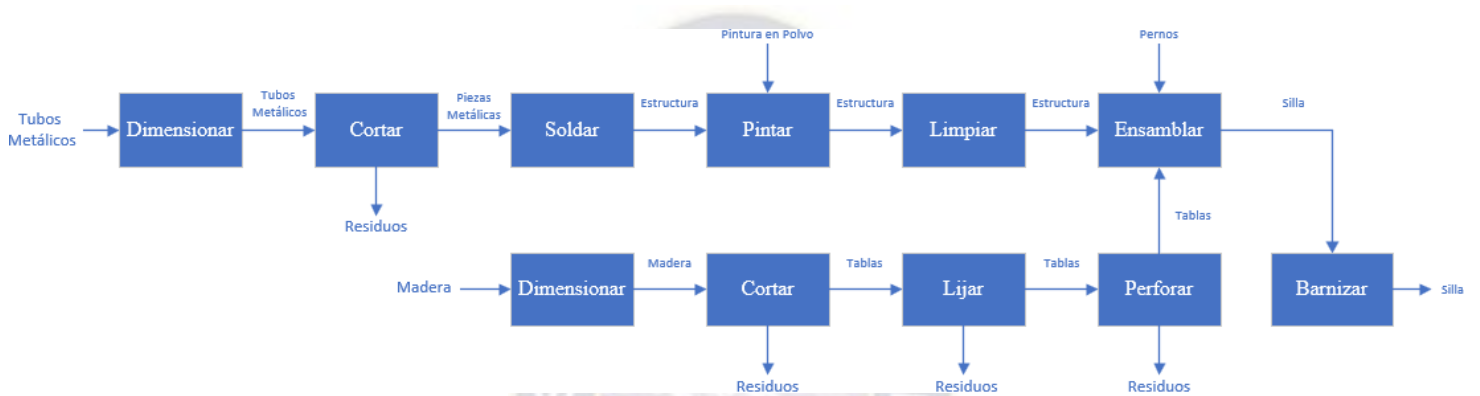 Pintura en Polvo
Pernos
Tubos
Metálicos
Dimensionar
Tubos
Metálicos
Cortar
Piezas
Metálicas
Soldar
Estructura
Pintar
Estructura
Limpiar
Estructura
Ensamblar
Silla
Residuos
Tablas
Madera
Dimensionar
Madera
Cortar
Tablas
Lijar
Tablas
Perforar
Barnizar
Silla
Residuos
Residuos
Residuos